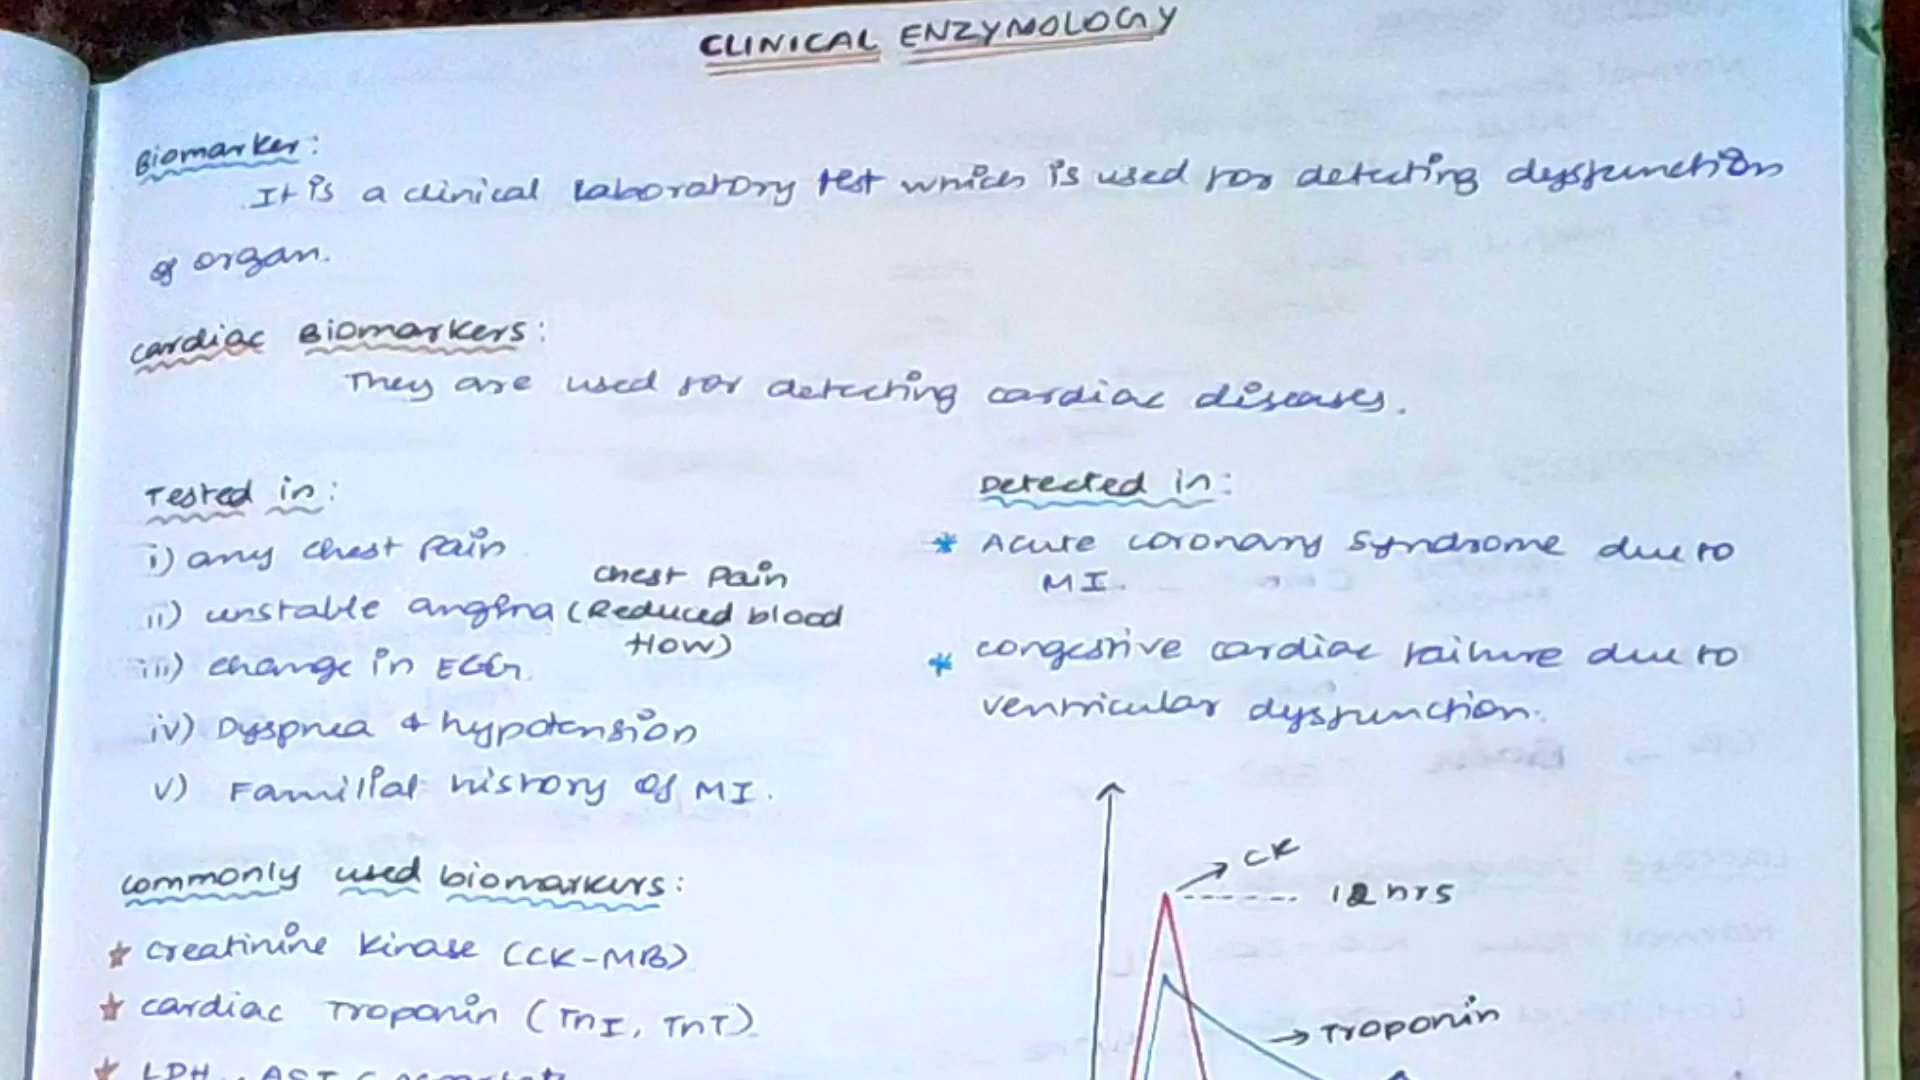 CLINICAL ENZYMOLOGY
Biomarker:
It is a clinical laboratory test which is used for detecting dysfunction
of organ.
Cardiac Biomarkers:
They are used for detecting cardiac diseases.
Tested in:
i) any chest pain
ii) unstable angina (Reduced blood
chest pain
flow)
iii) change in ECG
iv) Dyspnea & hypotension
v) Familial history of MI.
Detected in:
* Acute coronary syndrome due to
MI.
* congestive cardiac failure due to
ventricular dysfunction.
commonly used biomarkers:
★ creatinine kinase (CK-MB)
★ cardiac Troponin (TnI, TnT)
★ LDH, AST
CK
12 hrs
Troponin